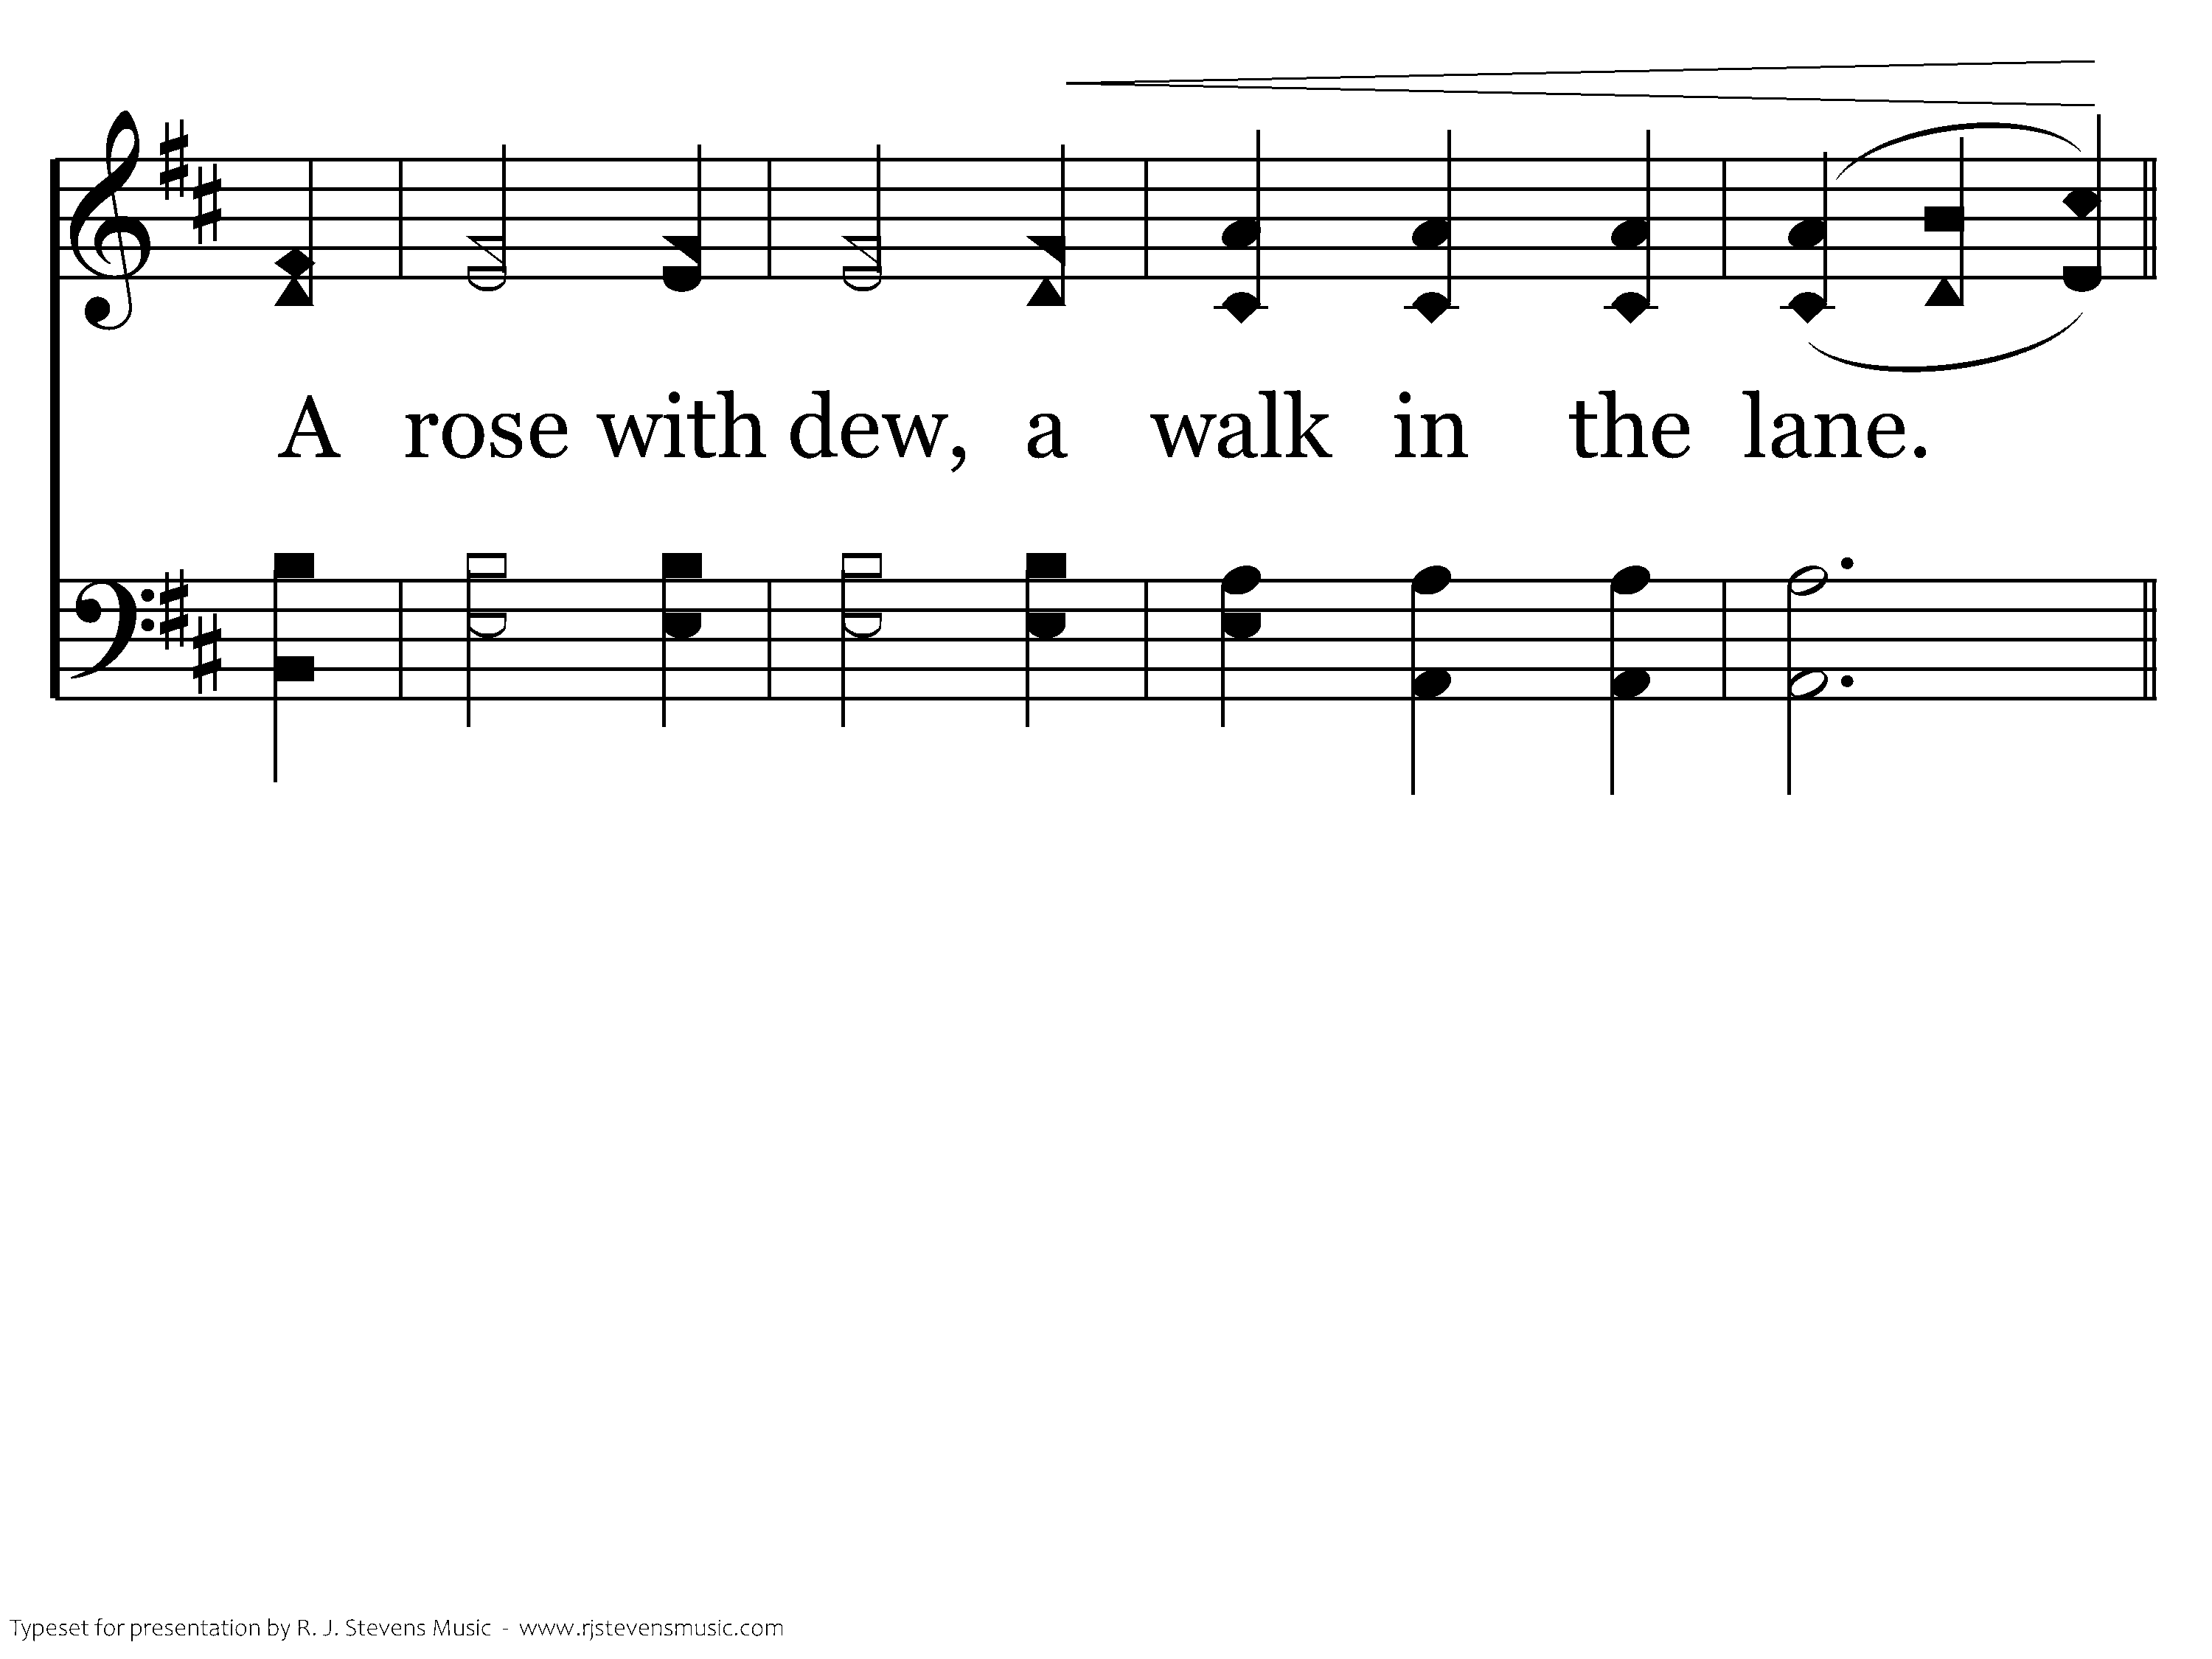 A rose with dew, a walk in the lane.
Typeset for presentation by R. J. Stevens Music - www.rjstevensmusic.com